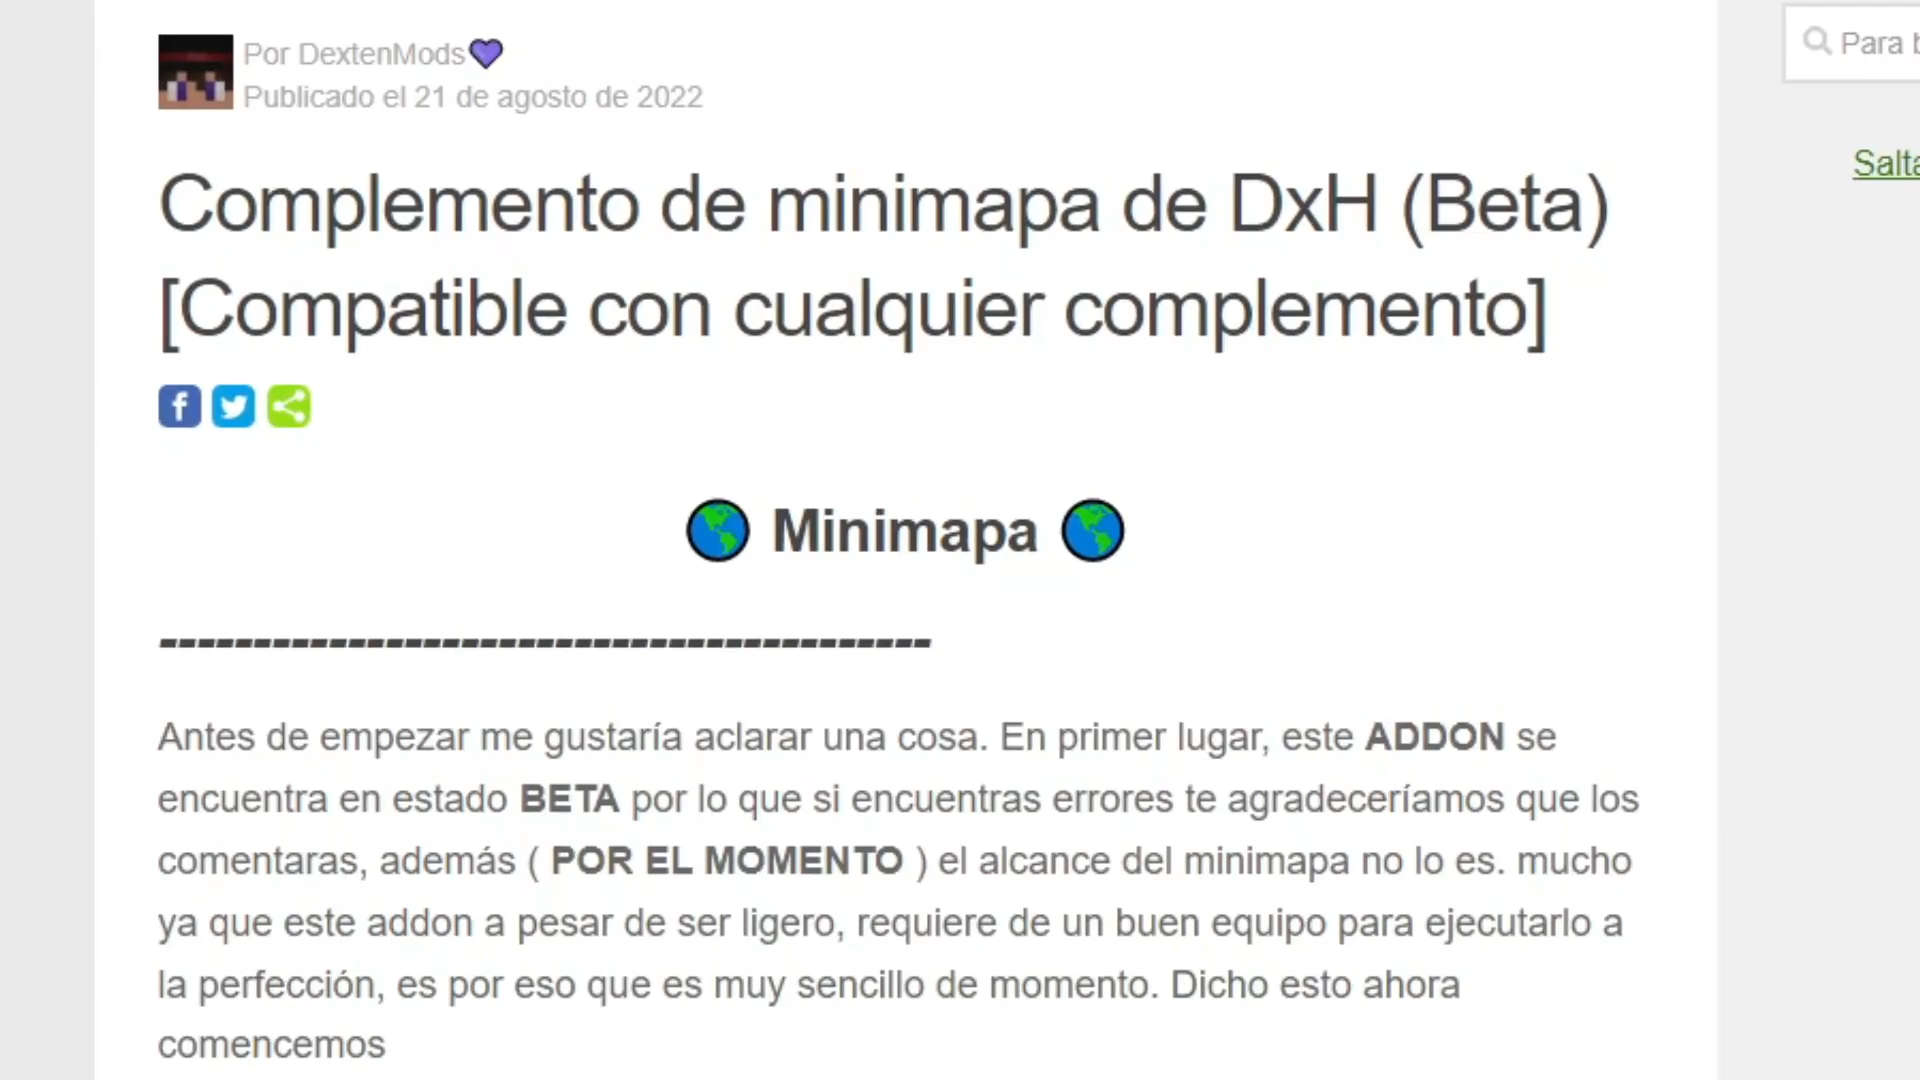 Por DextenMods💜
Publicado el 21 de agosto de 2022
Para
Complemento de minimapa de DxH (Beta)
[Compatible con cualquier complemento]
🌎 Minimapa 🌎
-----------------------------------------
Antes de empezar me gustaría aclarar una cosa. En primer lugar, este ADDON se
encuentra en estado BETA por lo que si encuentras errores te agradeceríamos que los
comentaras, además ( POR EL MOMENTO ) el alcance del minimapa no lo es. mucho
ya que este addon a pesar de ser ligero, requiere de un buen equipo para ejecutarlo a
la perfección, es por eso que es muy sencillo de momento. Dicho esto ahora
comencemos